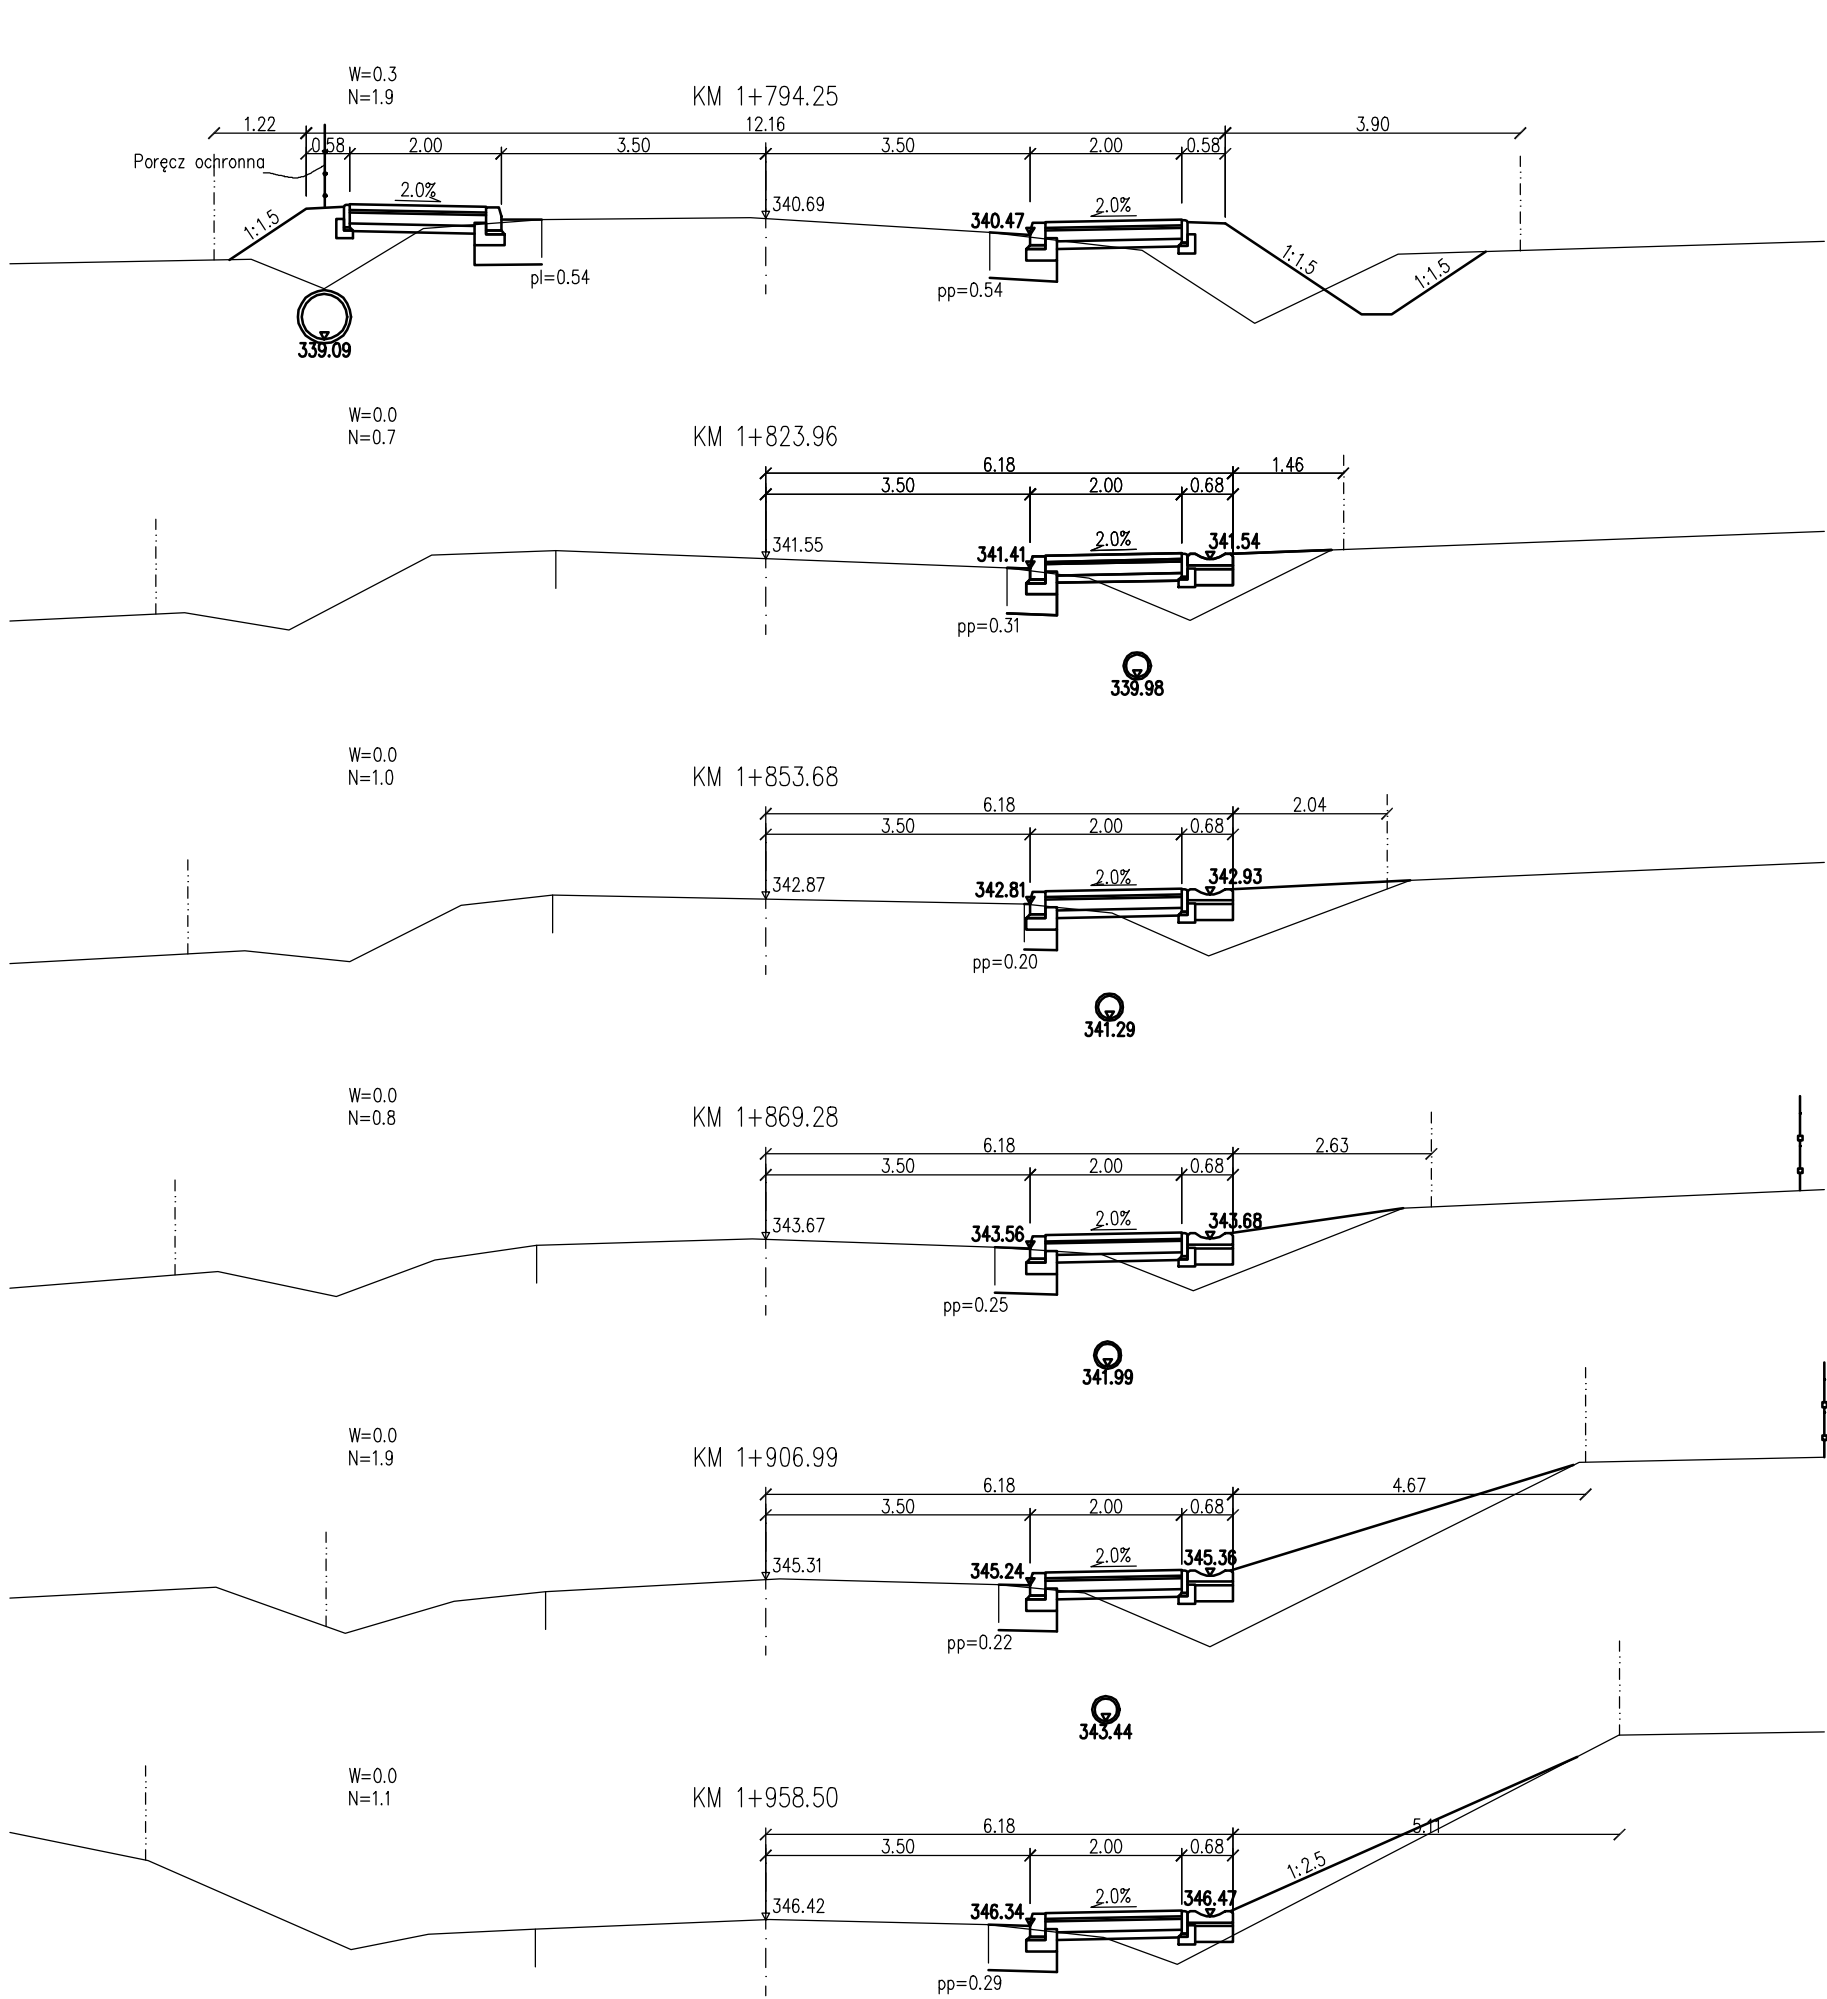 W=0.3
N=1.9
KM 1+794.25
1.22
12.16
3.90
0.58
2.00
3.50
3.50
2.00
0.58
Poręcz ochronna
1:1.5
2.0%
340.69
340.47
2.0%
1:1.5
1:1.5
pl=0.54
pp=0.54
339.09
W=0.0
N=0.7
KM 1+823.96
6.18
1.46
3.50
2.00
0.68
341.55
341.41
2.0%
341.54
pp=0.31
339.98
W=0.0
N=1.0
KM 1+853.68
6.18
2.04
3.50
2.00
0.68
342.87
342.81
2.0%
342.93
pp=0.20
341.29
W=0.0
N=0.8
KM 1+869.28
6.18
2.63
3.50
2.00
0.68
343.67
343.56
2.0%
343.68
pp=0.25
341.99
W=0.0
N=1.9
KM 1+906.99
6.18
4.67
3.50
2.00
0.68
345.31
345.24
2.0%
345.36
pp=0.22
343.44
W=0.0
N=1.1
KM 1+958.50
6.18
5.11
3.50
2.00
0.68
1:2.5
346.42
346.34
2.0%
346.47
pp=0.29